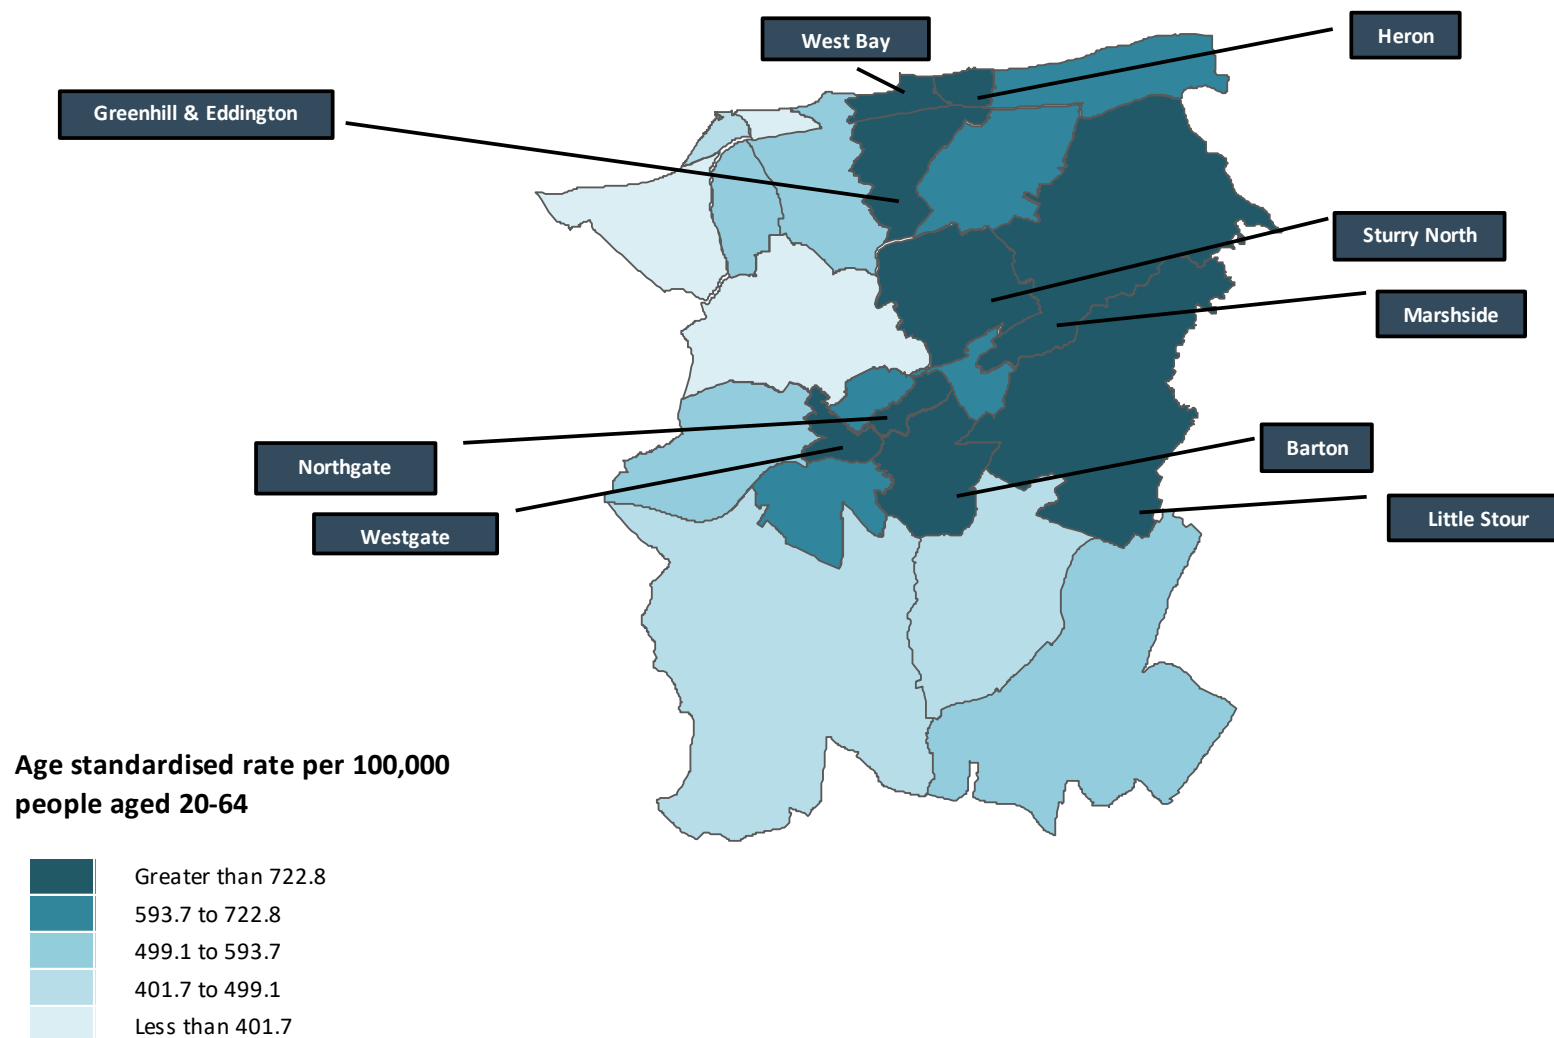 West Bay
Heron
Greenhill & Eddington
Sturry North
Marshside
Northgate
Barton
Westgate
Little Stour
Age standardised rate per 100,000
people aged 20-64
Greater than 722.8
593.7 to 722.8
499.1 to 593.7
401.7 to 499.1
Less than 401.7